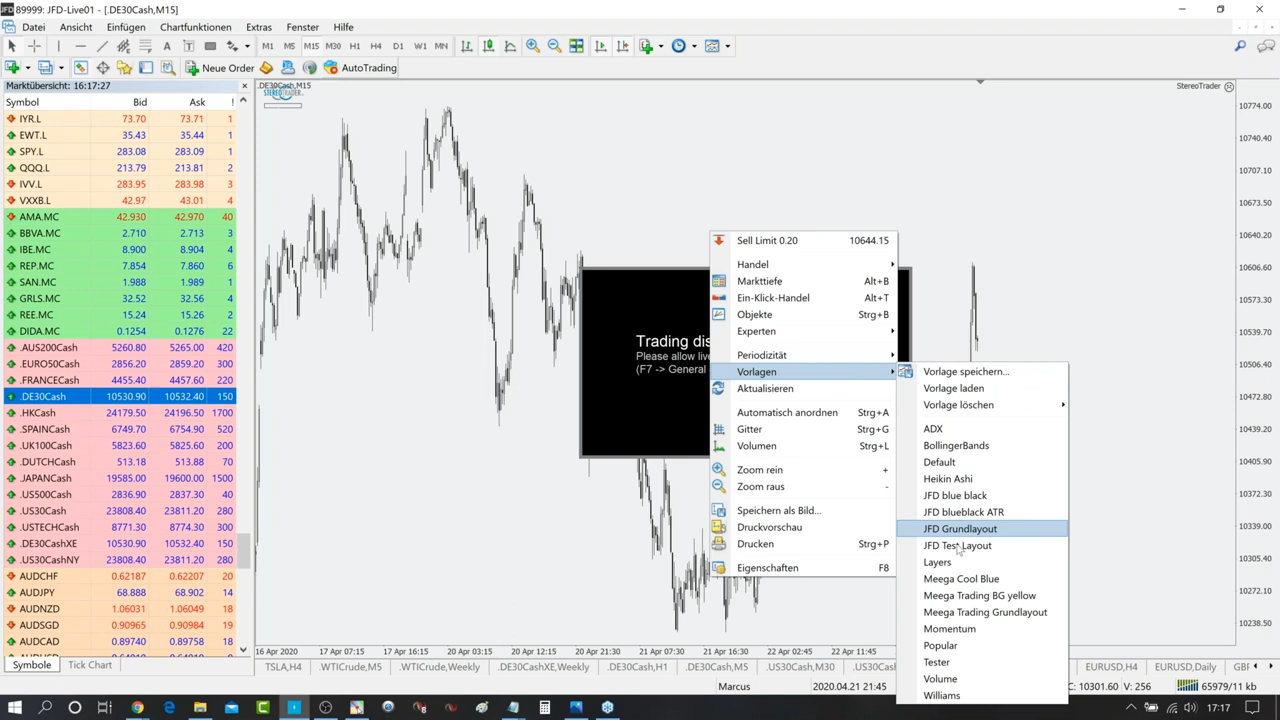 89999: JFD-Live01 - [.DE30Cash,M15]
Datei Ansicht Einfügen Chartfunktionen Extras Fenster Hilfe
M1 M5 M15 M30 H1 H4 D1 W1 MN
New Order AutoTrading
Marktübersicht: 16:17:27
Symbol Bid Ask !
IYR.L 73.70 73.71 1
EWT.L 35.43 35.44 1
SPY.L 283.08 283.09 1
QQQ.L 213.79 213.81 2
IVV.L 283.95 283.98 3
VXXB.L 42.97 43.01 4
AMA.MC 42.930 42.970 40
BBVA.MC 2.710 2.713 3
IBE.MC 8.900 8.904 4
REP.MC 7.854 7.860 6
SAN.MC 1.988 1.989 1
GRLS.MC 32.52 32.56 4
REE.MC 15.24 15.26 2
DIDA.MC 0.1254 0.1276 22
.AUS200Cash 5260.80 5265.00 420
.EURO50Cash 2856.20 2859.20 300
.FRANCECash 4455.40 4457.60 220
.DE30Cash 10530.90 10532.40 150
.HKCash 24179.50 24196.50 1700
.SPAINCash 6749.70 6754.90 520
.UK100Cash 5823.60 5825.60 200
.DUTCHCash 513.18 513.88 70
.JAPANCash 19585.00 19600.00 1500
.US500Cash 2836.90 2837.30 40
.US30Cash 23808.40 23811.20 280
.USTECHCash 8771.30 8774.30 300
.DE30CashXE 10530.90 10532.40 150
.US30CashNY 23808.40 23811.20 280
AUDCHF 0.62187 0.62207 20
AUDJPY 68.888 68.902 14
AUDNZD 1.06031 1.06049 18
AUDSGD 0.90965 0.90984 19
AUDCAD 0.89740 0.89758 18
Symbole Tick Chart
.DE30Cash,M15
STEREOTRADER
StereoTrader
Trading dis
Please allow live
(F7 -> General
Sell Limit 0.20 10644.15
Handel
Markttiefe Alt+B
Ein-Klick-Handel Alt+T
Objekte Strg+B
Experten
Periodizität
Vorlagen
Aktualisieren
Automatisch anordnen Strg+A
Gitter Strg+G
Volumen Strg+L
Zoom rein +
Zoom raus -
Speichern als Bild...
Druckvorschau
Drucken Strg+P
Eigenschaften F8
Vorlage speichern...
Vorlage laden
Vorlage löschen
ADX
BollingerBands
Default
Heikin Ashi
JFD blue black
JFD blueblack ATR
JFD Grundlayout
JFD Test Layout
Layers
Meega Cool Blue
Meega Trading BG yellow
Meega Trading Grundlayout
Momentum
Popular
Tester
Volume
Williams
10774.00
10740.40
10707.10
10673.50
10640.20
10606.60
10573.30
10539.70
10472.80
10439.20
10405.90
10372.30
10339.00
10305.40
10272.10
10238.50
16 Apr 2020 17 Apr 07:15 17 Apr 16:15 20 Apr 03:15 20 Apr 12:15 20 Apr 21:30 21 Apr 07:30 21 Apr 16:30 22 Apr 02:45 22 Apr 11:45
TSLA,H4 .WTICrude,M5 .WTICrude,Weekly .DE30CashXE,Weekly .DE30Cash,H1 .DE30Cash,M5 .US30Cash,M30 .US30Cash EURUSD,H4 EURUSD,Daily GBP
Marcus 2020.04.21 21:45 C: 10301.60 V: 256 65979/11 kb
17:17